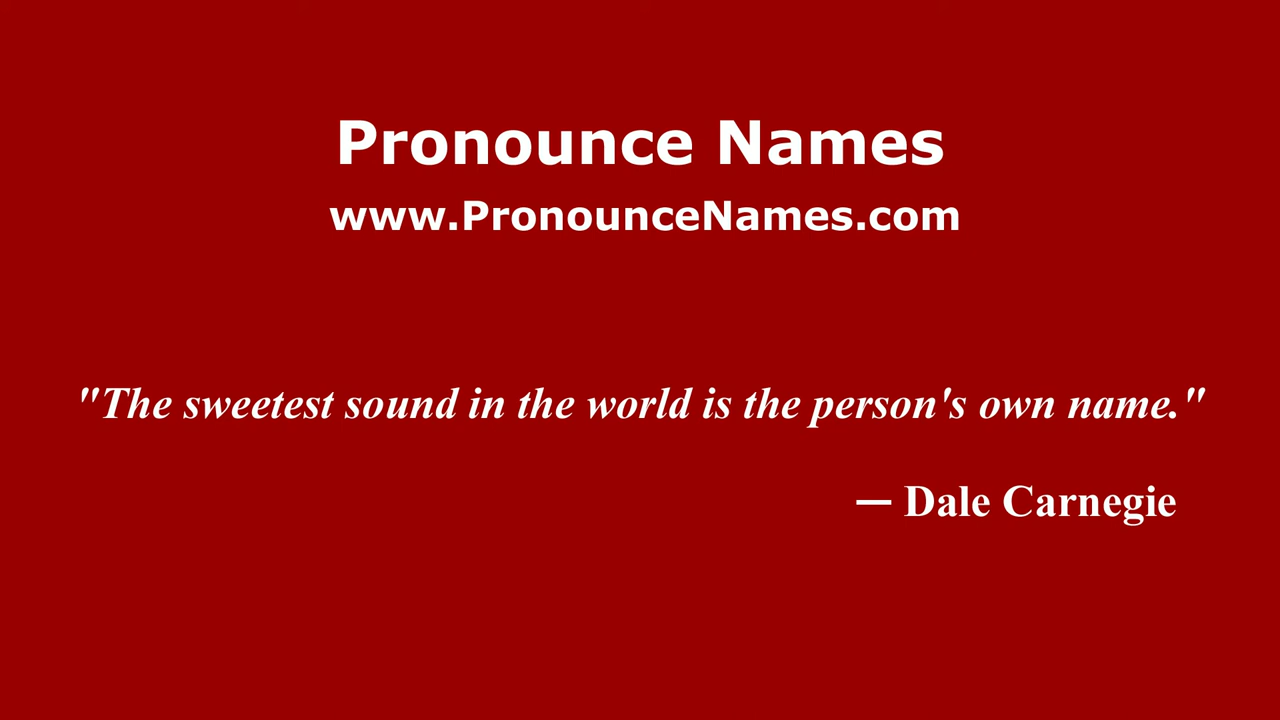 Pronounce Names
www.PronounceNames.com
"The sweetest sound in the world is the person's own name."
— Dale Carnegie